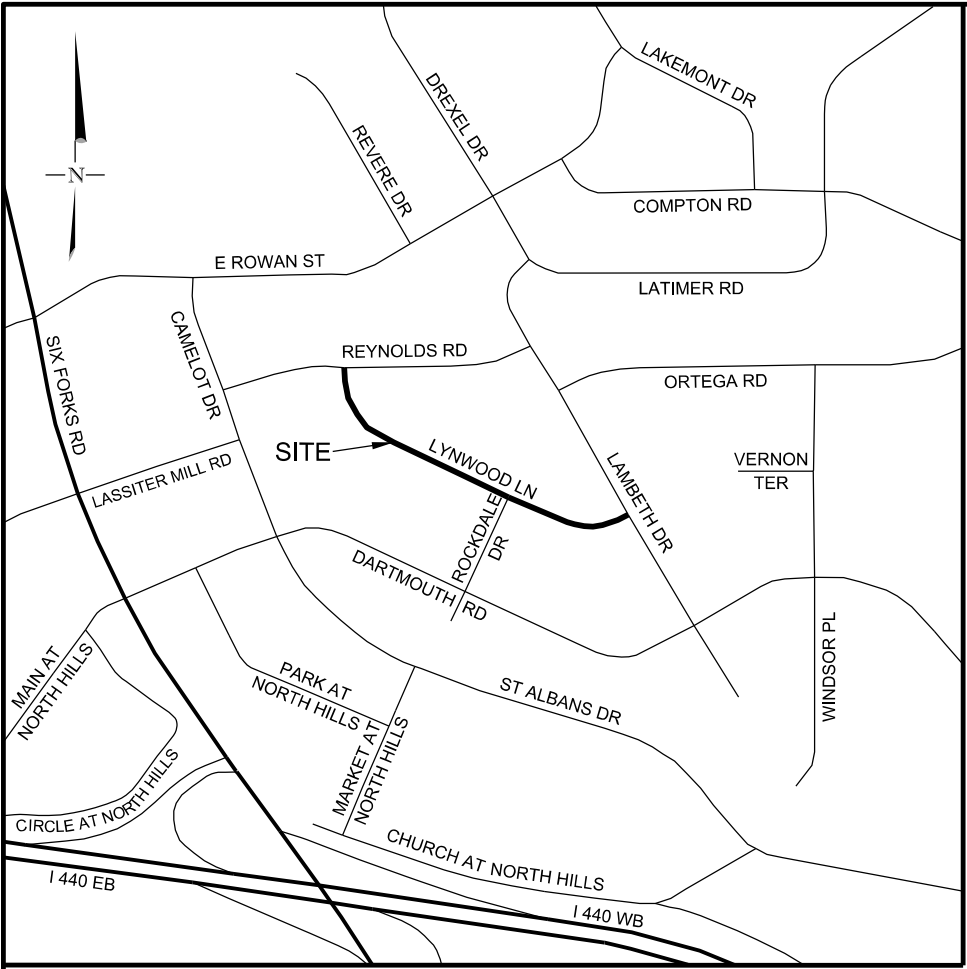 LAKEMONT DR
DREXEL DR
REVERE DR
N
COMPTON RD
E ROWAN ST
LATIMER RD
CAMELOT DR
SIX FORKS RD
REYNOLDS RD
ORTEGA RD
SITE
LYNWOOD LN
LASSITER MILL RD
LAMBETH DR
VERNON
TER
ROCKDALE
DR
DARTMOUTH RD
MAIN AT
NORTH HILLS
PARK AT
NORTH HILLS
ST ALBANS DR
WINDSOR PL
MARKET AT
NORTH HILLS
CIRCLE AT NORTH HILLS
CHURCH AT NORTH HILLS
I 440 EB
I 440 WB